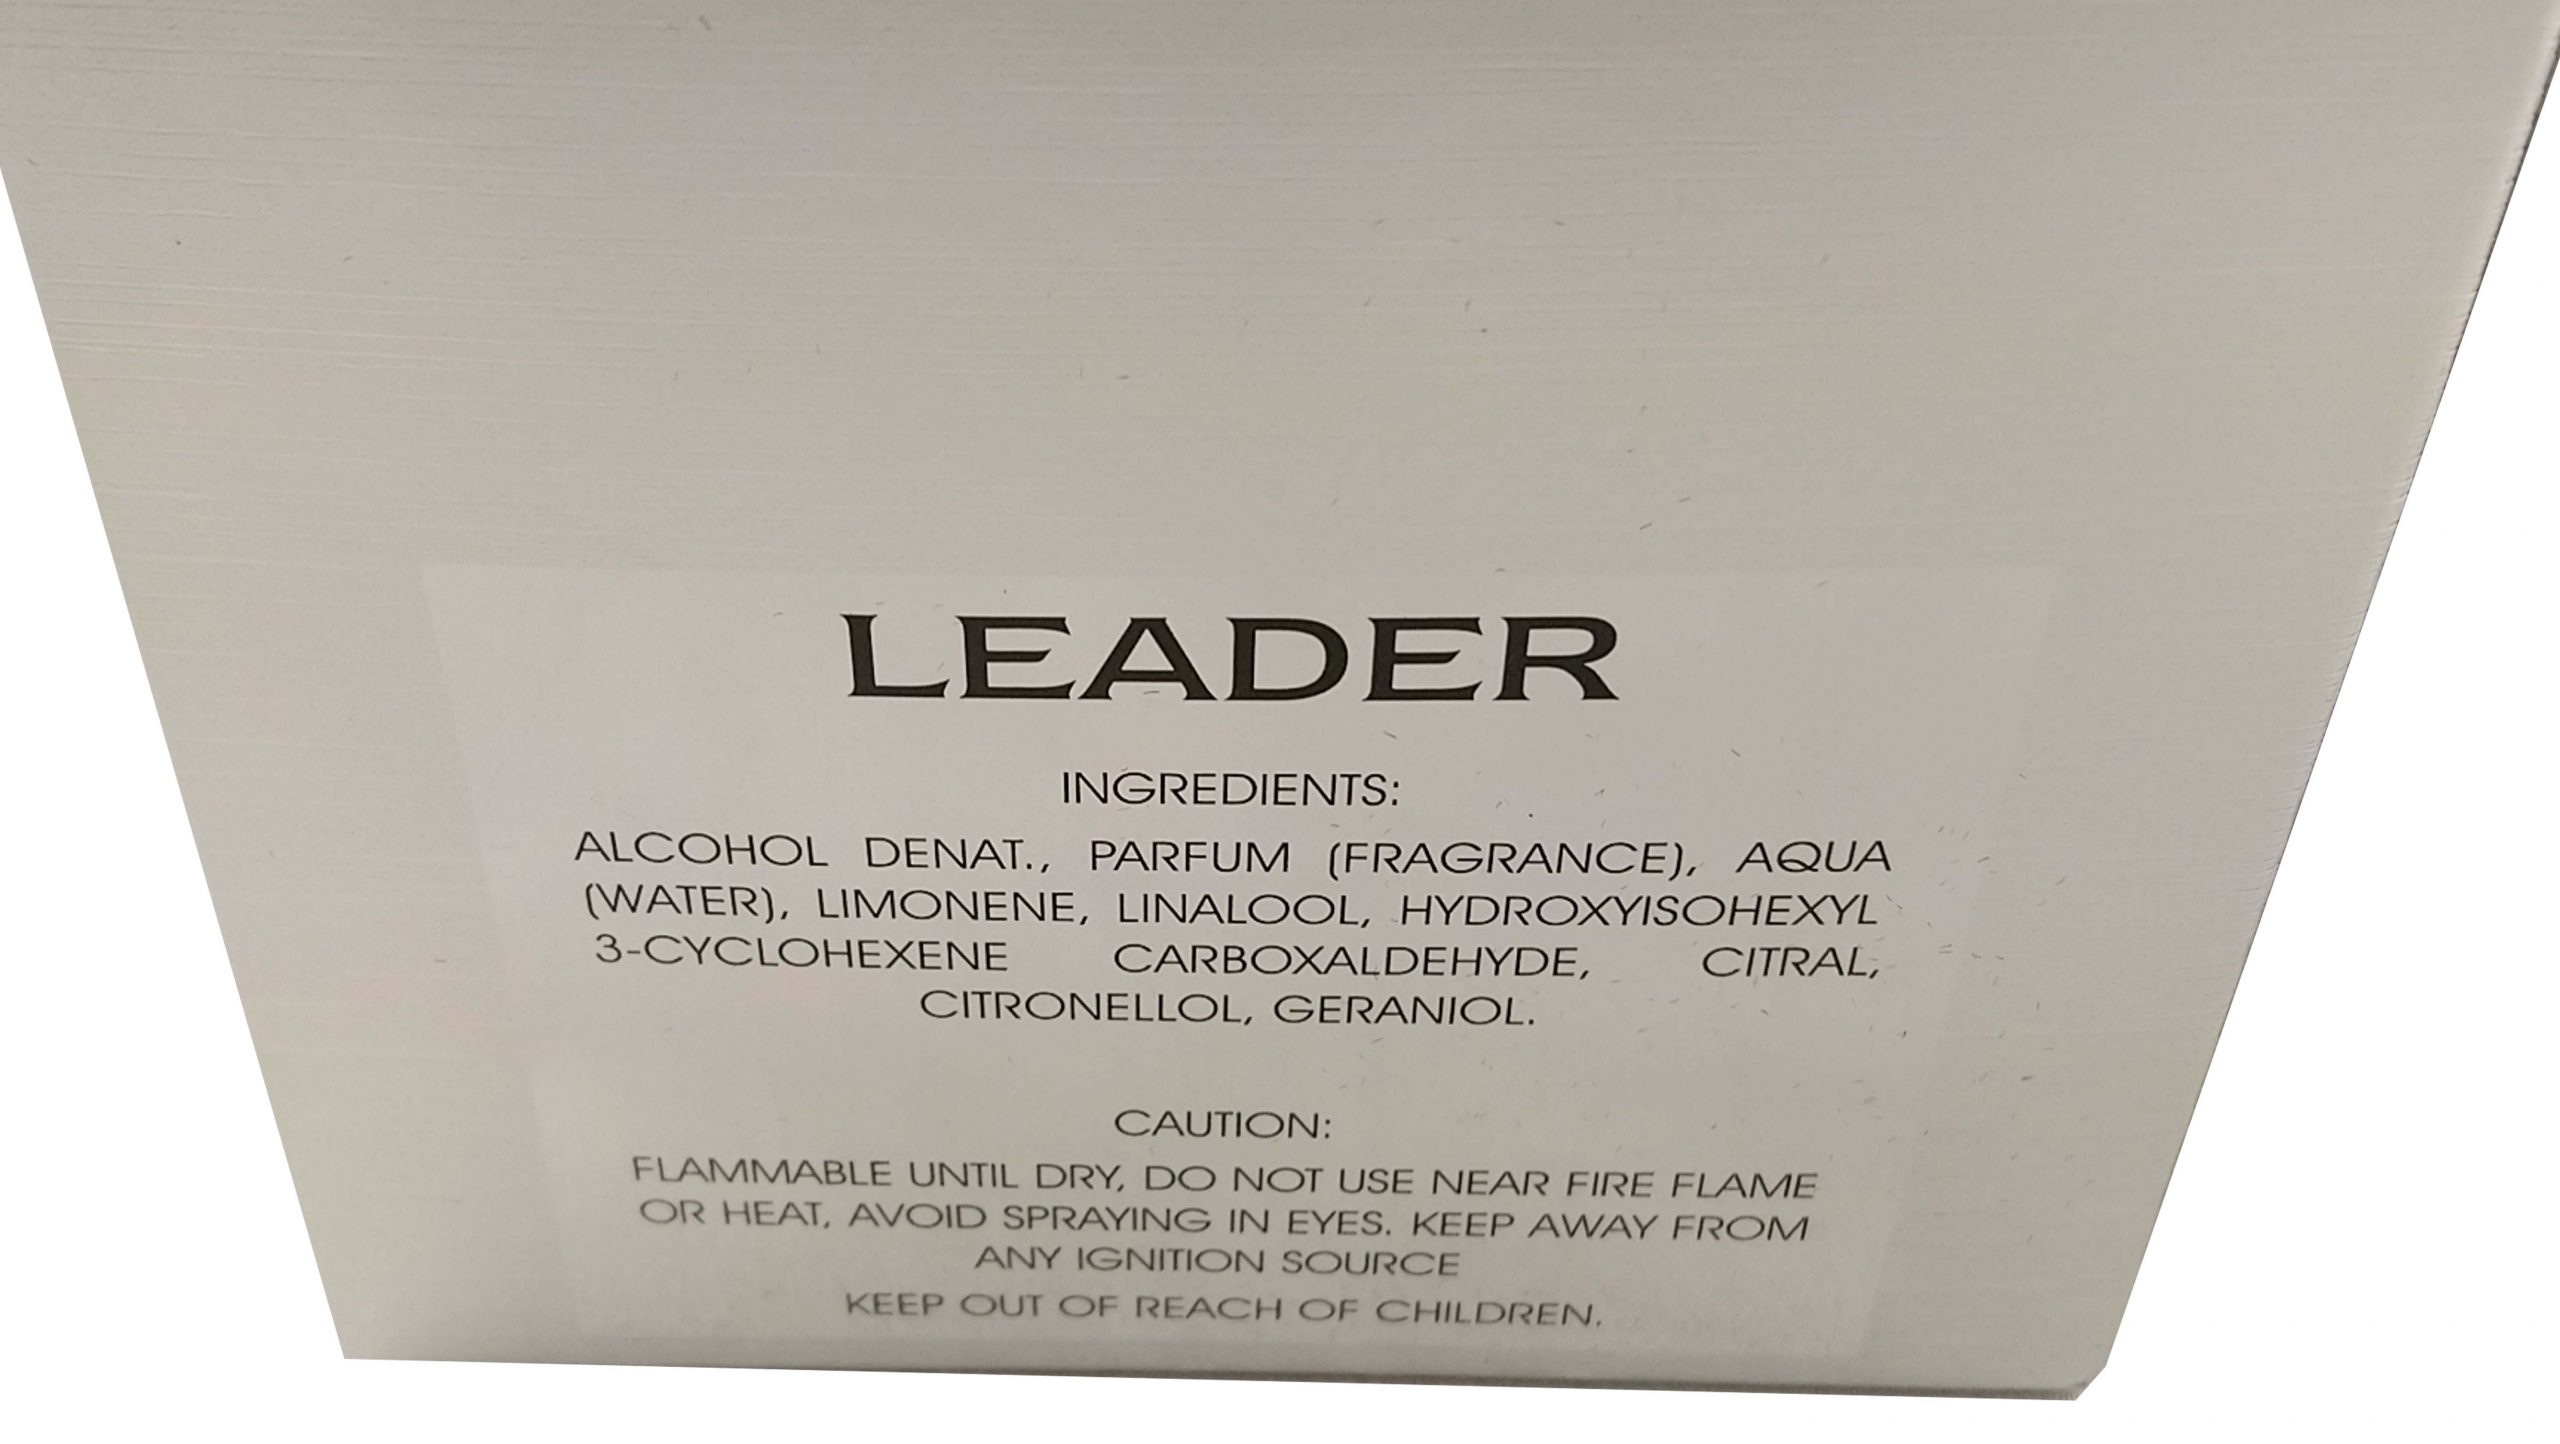 LEADER
INGREDIENTS:
ALCOHOL DENAT., PARFUM (FRAGRANCE), AQUA
(WATER), LIMONENE, LINALOOL, HYDROXYISOHEXYL
3-CYCLOHEXENE CARBOXALDEHYDE, CITRAL,
CITRONELLOL, GERANIOL.
CAUTION:
FLAMMABLE UNTIL DRY, DO NOT USE NEAR FIRE FLAME
OR HEAT, AVOID SPRAYING IN EYES. KEEP AWAY FROM
ANY IGNITION SOURCE
KEEP OUT OF REACH OF CHILDREN.